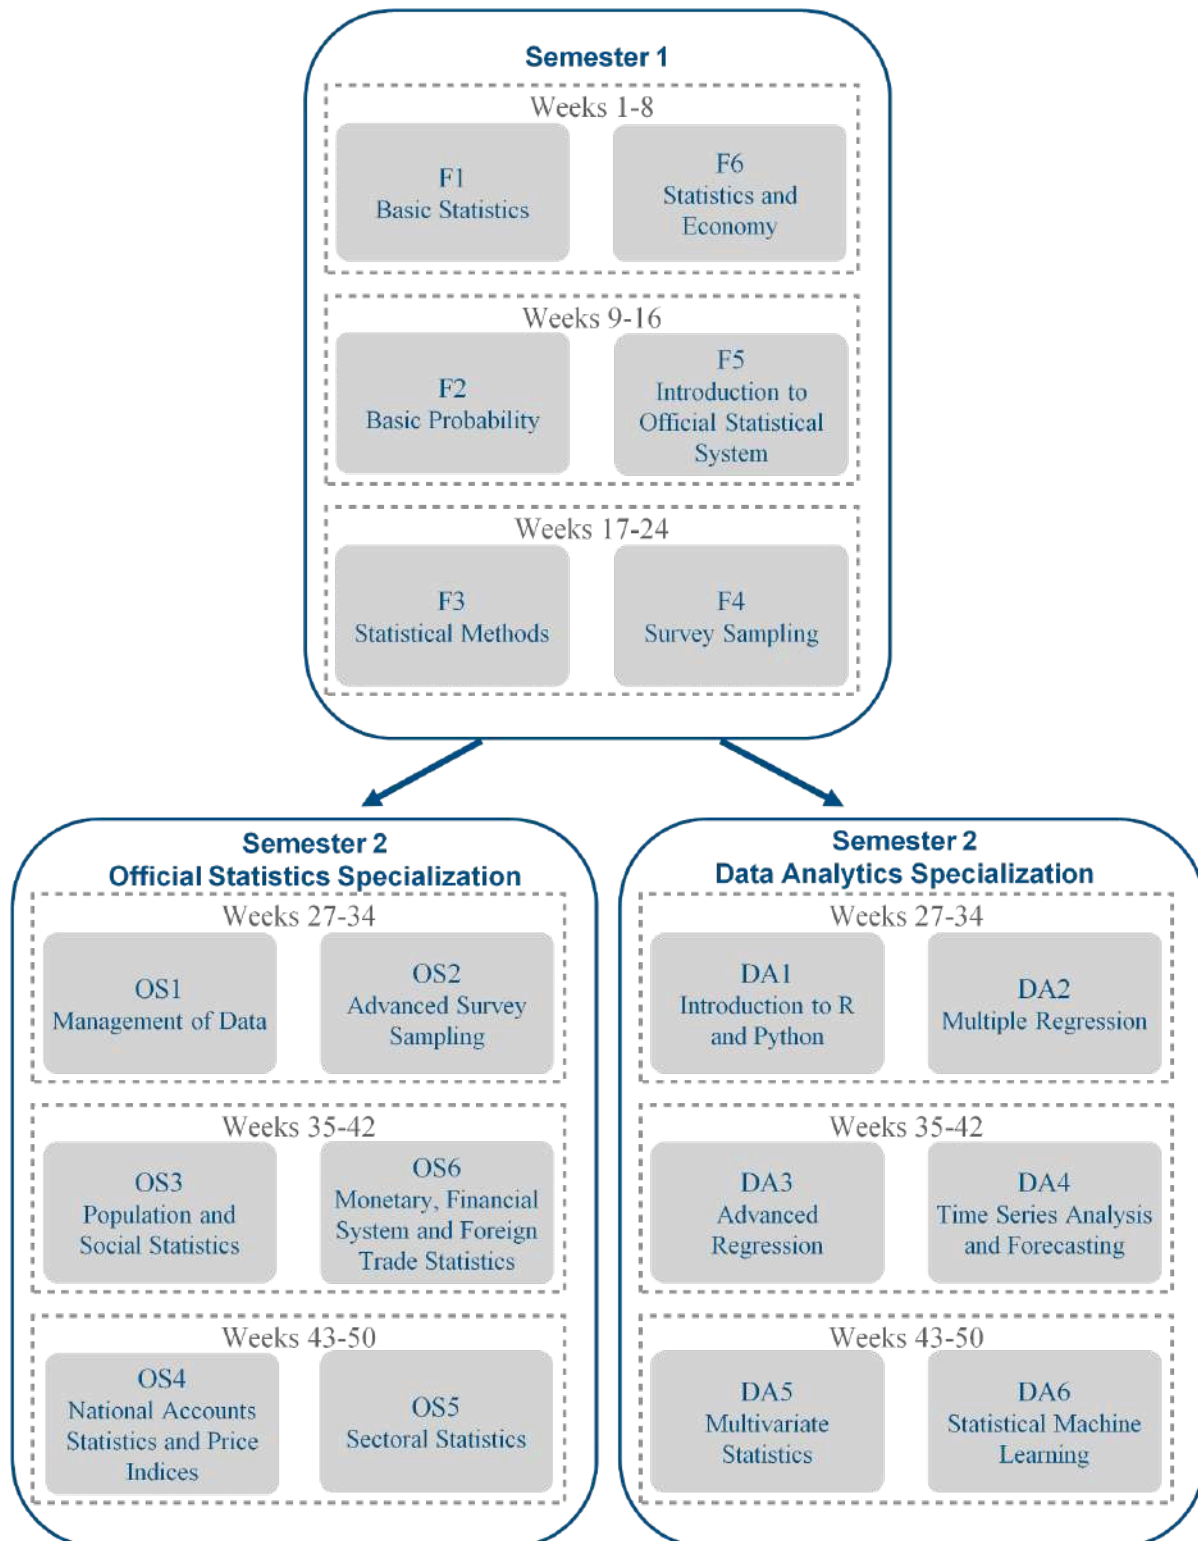 Semester 1
Weeks 1-8
F1
Basic Statistics
F6
Statistics and
Economy
Weeks 9-16
F2
Basic Probability
F5
Introduction to
Official Statistical
System
Weeks 17-24
F3
Statistical Methods
F4
Survey Sampling
Semester 2
Official Statistics Specialization
Weeks 27-34
OS1
Management of Data
OS2
Advanced Survey
Sampling
Weeks 35-42
OS3
Population and
Social Statistics
OS6
Monetary, Financial
System and Foreign
Trade Statistics
Weeks 43-50
OS4
National Accounts
Statistics and Price
Indices
OS5
Sectoral Statistics
Semester 2
Data Analytics Specialization
Weeks 27-34
DA1
Introduction to R
and Python
DA2
Multiple Regression
Weeks 35-42
DA3
Advanced
Regression
DA4
Time Series Analysis
and Forecasting
Weeks 43-50
DA5
Multivariate
Statistics
DA6
Statistical Machine
Learning